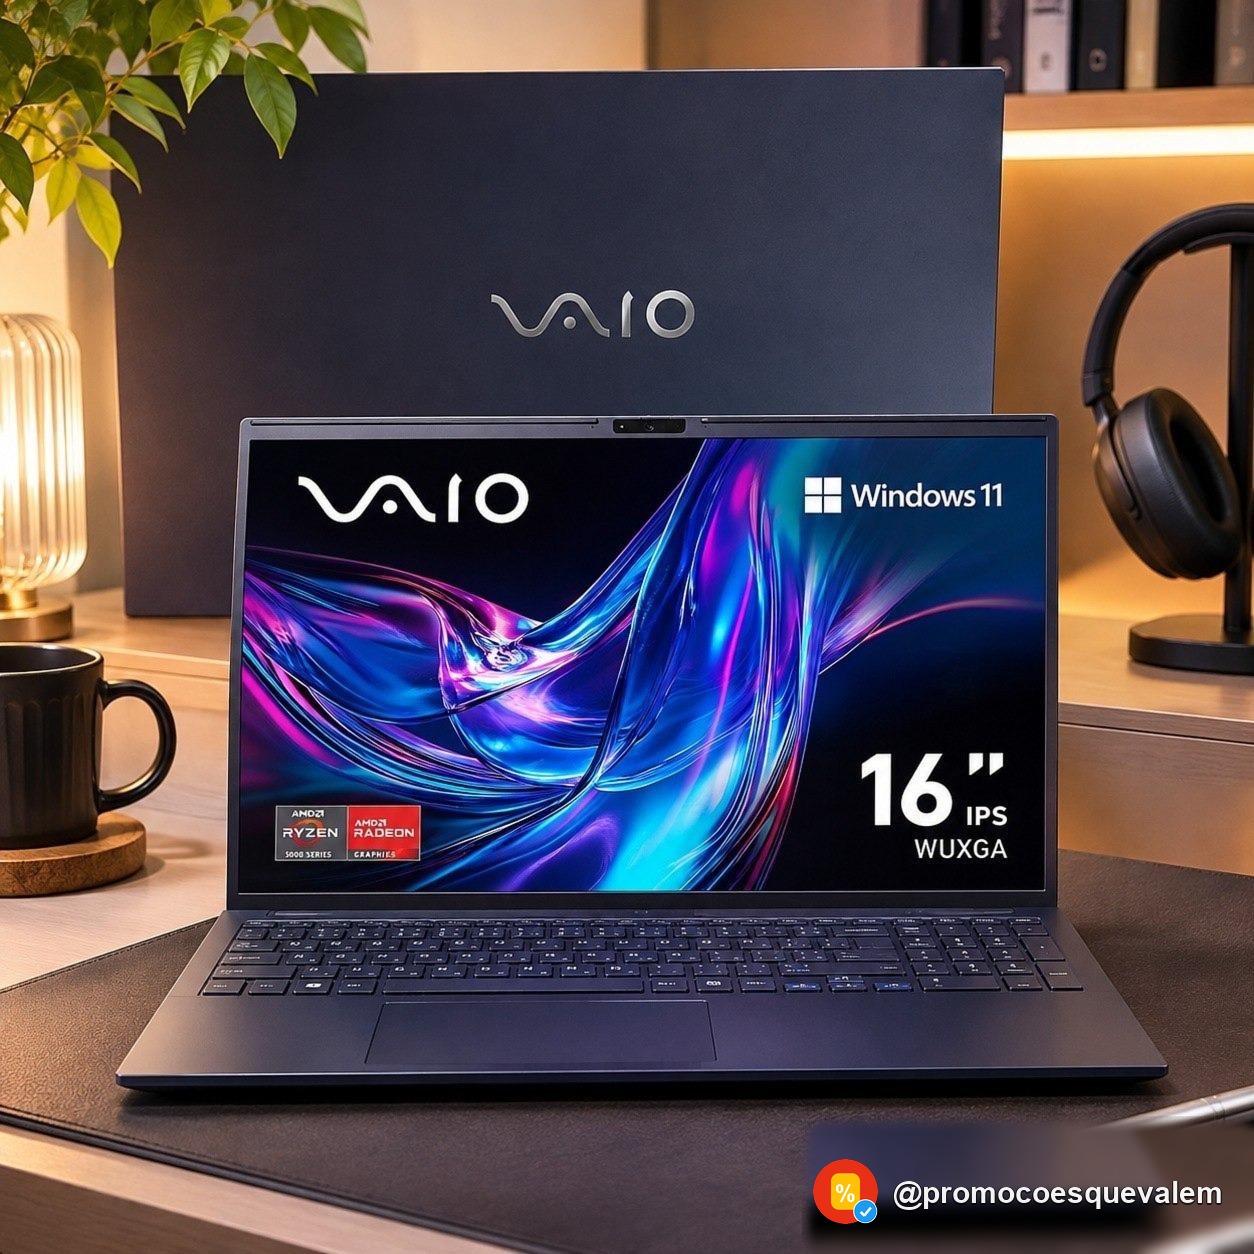 VAIO
VAIO
Windows 11
16”
IPS
WUXGA
AMD
RYZEN
5000 SERIES
AMD
RADEON
GRAPHICS
@promocoesquevalem